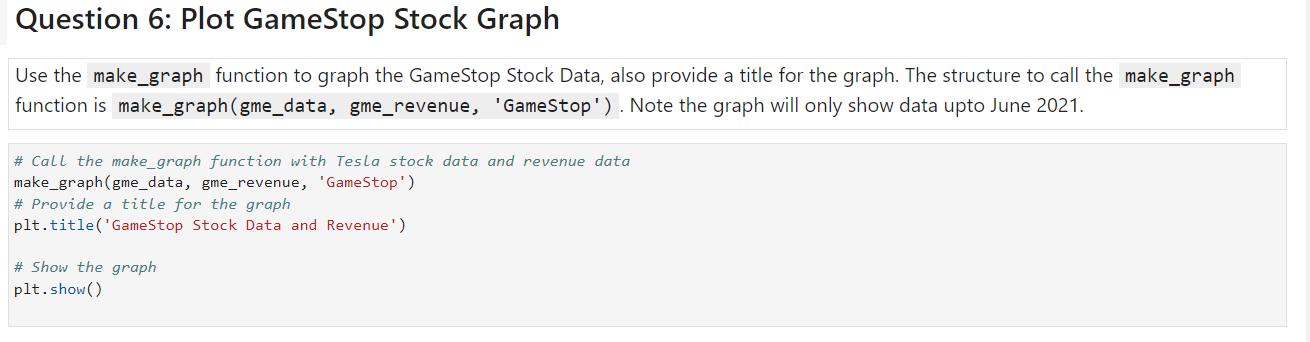 Question 6: Plot GameStop Stock Graph
Use the make_graph function to graph the GameStop Stock Data, also provide a title for the graph. The structure to call the make_graph
function is make_graph(gme_data, gme_revenue, 'GameStop'). Note the graph will only show data upto June 2021.
# Call the make_graph function with Tesla stock data and revenue data
make_graph(gme_data, gme_revenue, 'GameStop')
# Provide a title for the graph
plt.title('GameStop Stock Data and Revenue')
# Show the graph
plt.show()